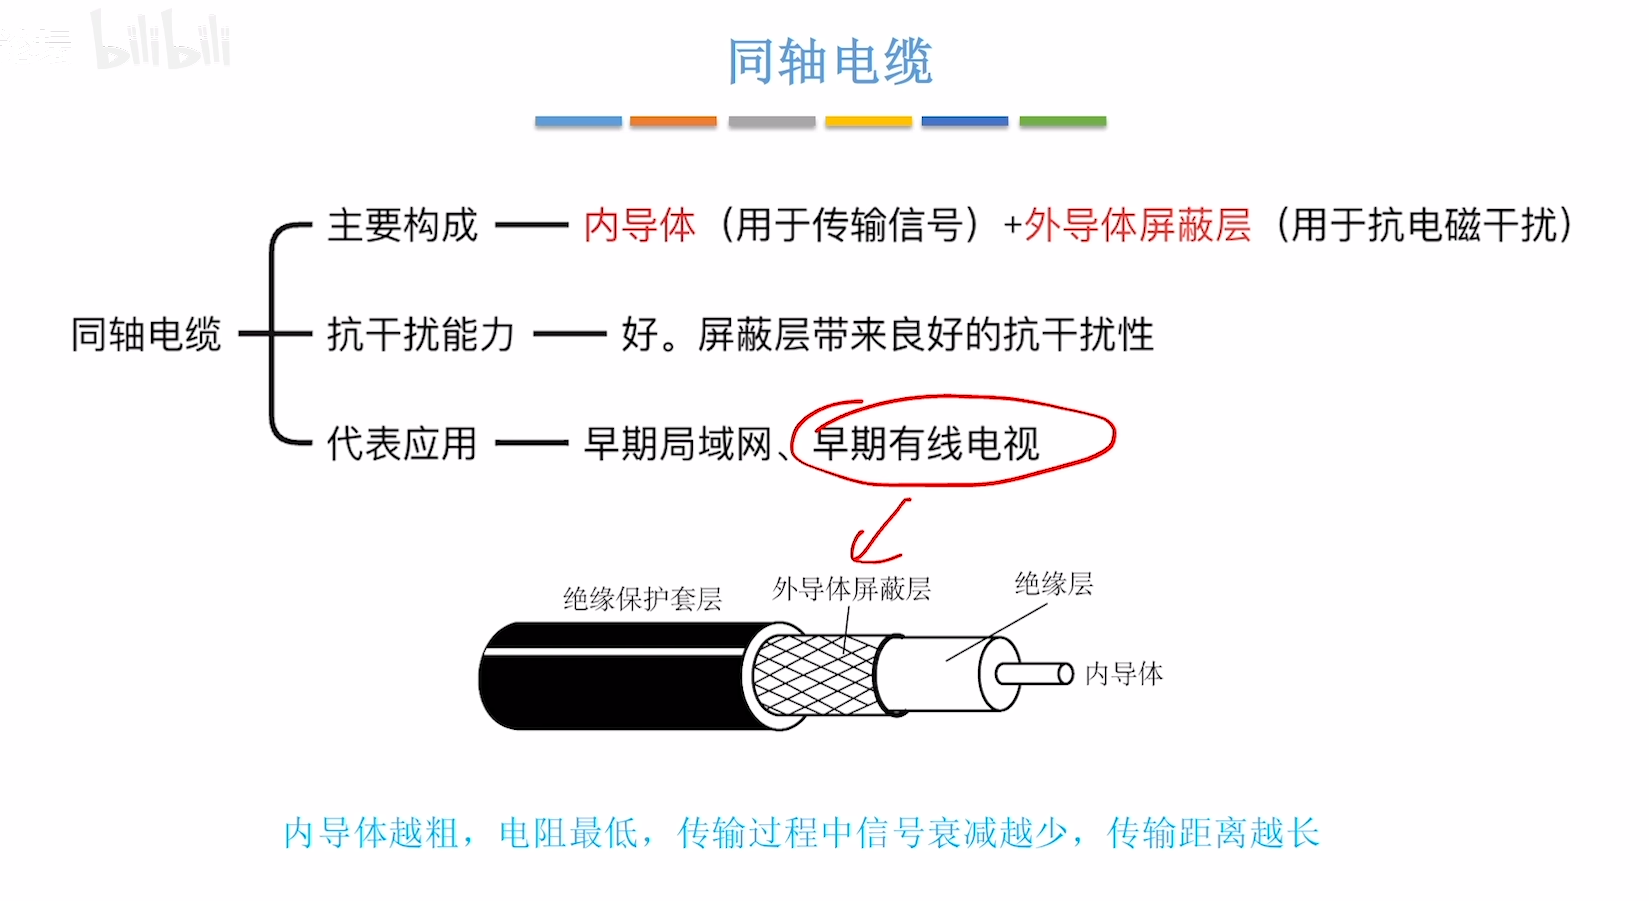 bilibili
同轴电缆
主要构成 内导体（用于传输信号）+外导体屏蔽层（用于抗电磁干扰）
同轴电缆 抗干扰能力 好。屏蔽层带来良好的抗干扰性
代表应用 早期局域网、早期有线电视
绝缘保护套层 外导体屏蔽层 绝缘层
内导体
内导体越粗，电阻最低，传输过程中信号衰减越少，传输距离越长